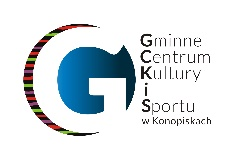 G
Gminne
Centrum
Kultury
i
Sportu
w Konopiskach